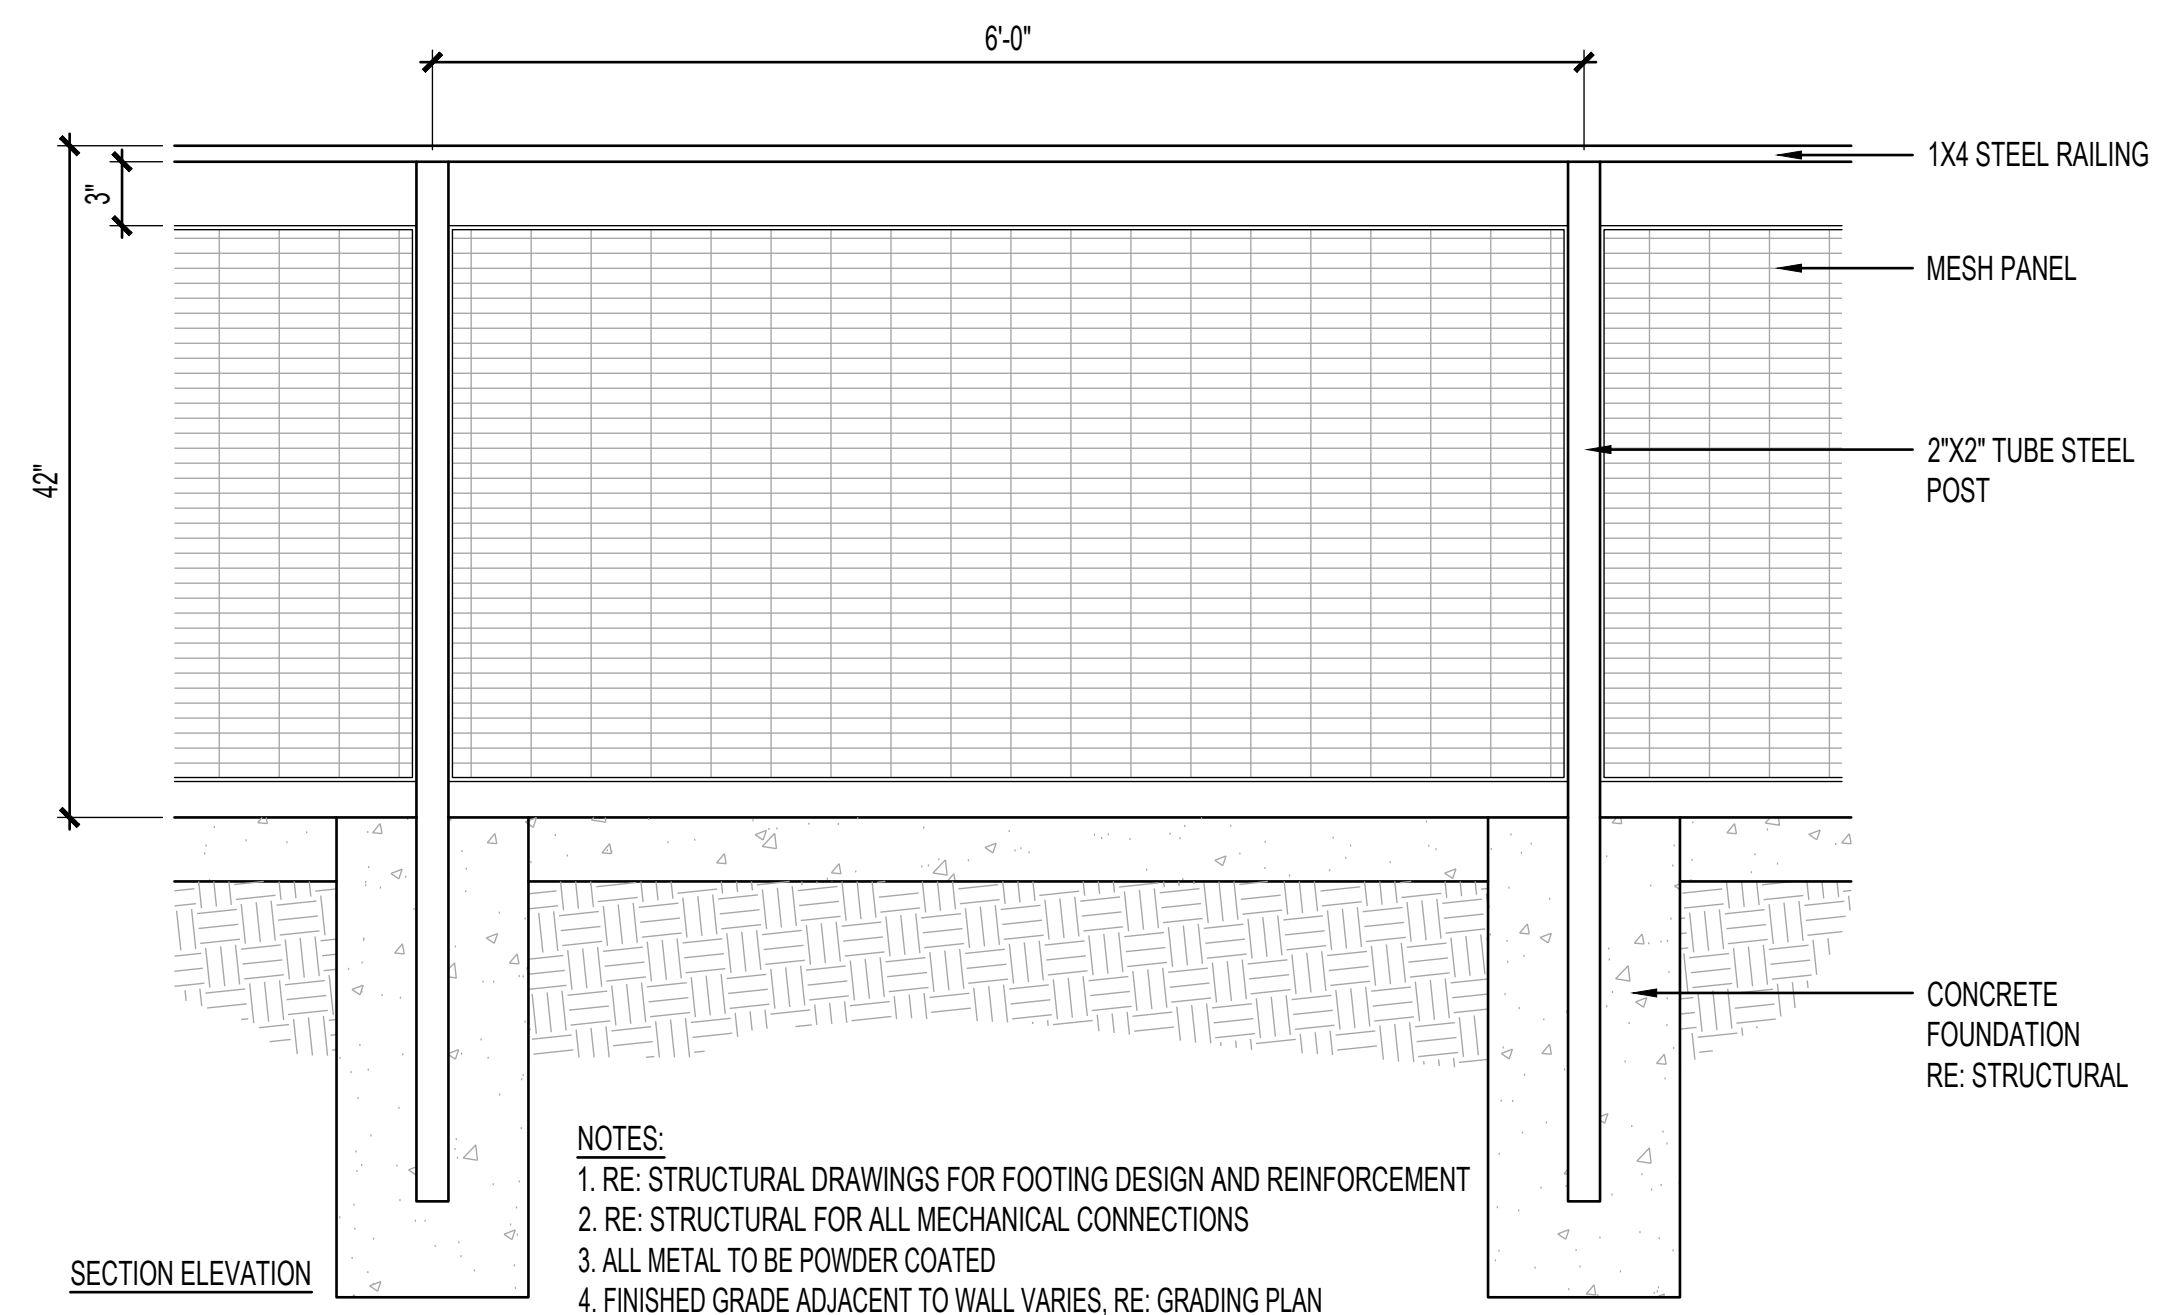 6'-0"
1X4 STEEL RAILING
3"
MESH PANEL
2"X2" TUBE STEEL
POST
42"
CONCRETE
FOUNDATION
RE: STRUCTURAL
NOTES:
1. RE: STRUCTURAL DRAWINGS FOR FOOTING DESIGN AND REINFORCEMENT
2. RE: STRUCTURAL FOR ALL MECHANICAL CONNECTIONS
3. ALL METAL TO BE POWDER COATED
4. FINISHED GRADE ADJACENT TO WALL VARIES, RE: GRADING PLAN
SECTION ELEVATION